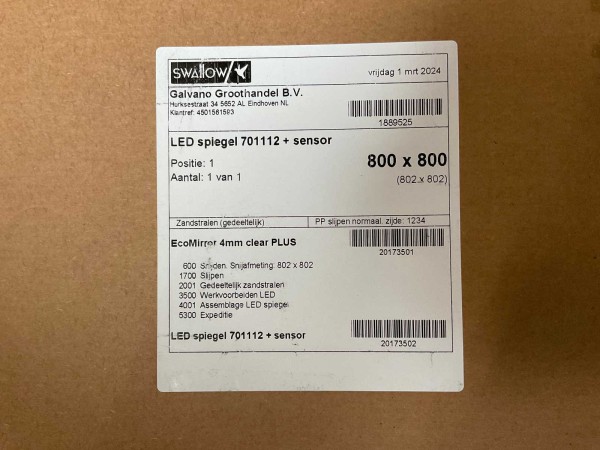 swallow
vrijdag 1 mrt 2024
Galvano Groothandel B.V.
Hurksestraat 34 5652 AL Eindhoven NL
Klantref: 4501561593
1889525
LED spiegel 701112 + sensor
Positie: 1
800 x 800
Aantal: 1 van 1
(802 x 802)
Zandstralen (gedeeltelijk)
PP slijpen normaal, zijde: 1234
EcoMirror 4mm clear PLUS
20173501
600 Snijden. Snijafmeting: 802 x 802
1700 Slijpen
2001 Gedeeltelijk zandstralen
3500 Werkvoorbeiden LED
4001 Assemblage LED spiegel
5300 Expeditie
LED spiegel 701112 + sensor
20173502